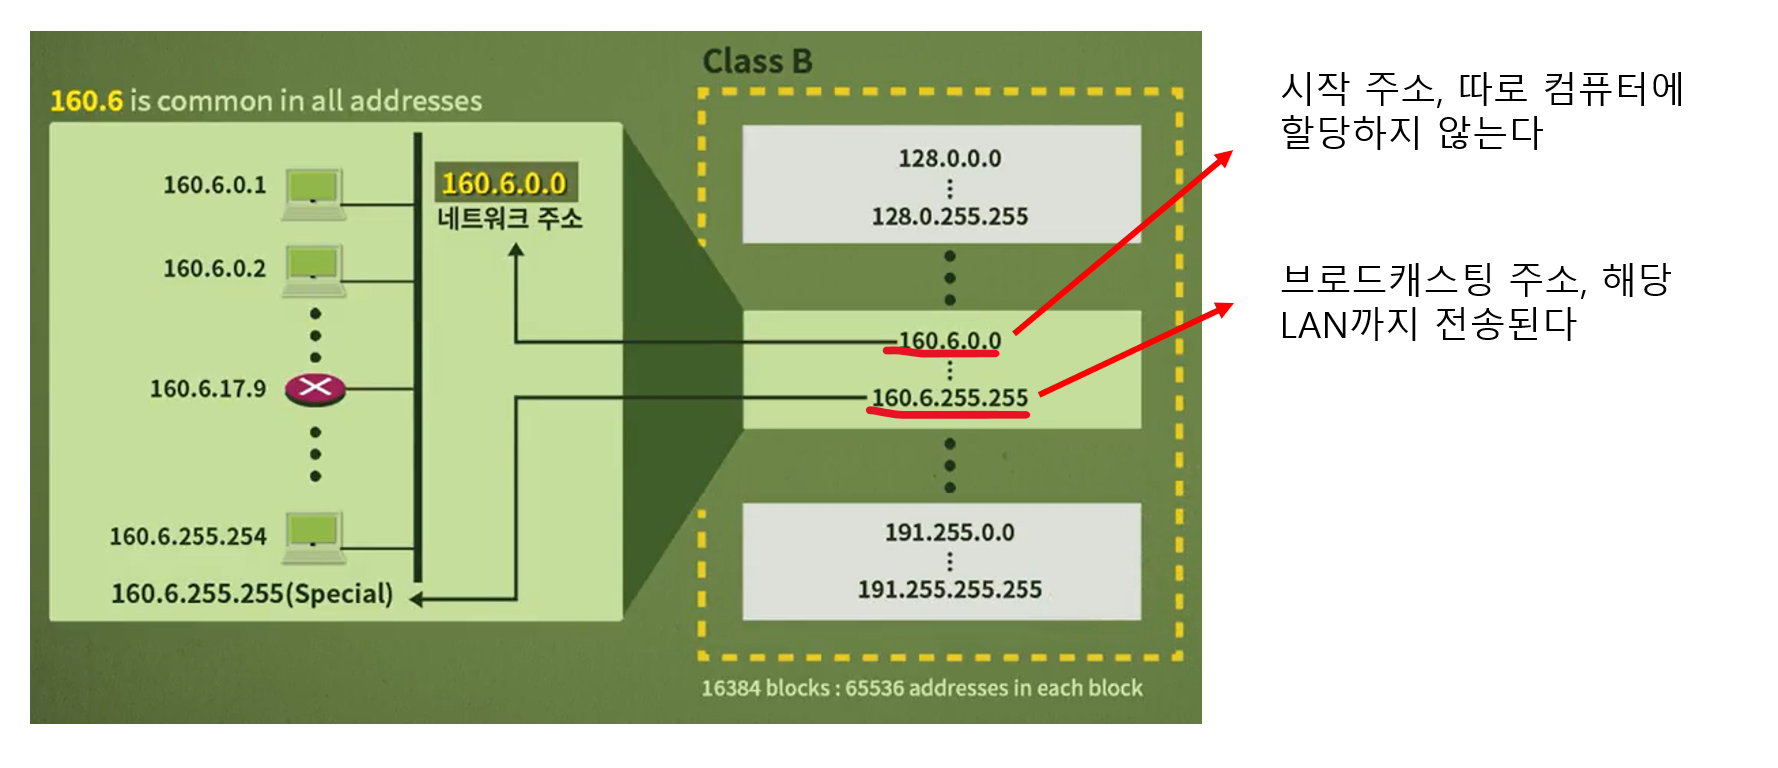 Class B
160.6 is common in all addresses
160.6.0.1
160.6.0.0
네트워크 주소
160.6.0.2
160.6.17.9
160.6.255.254
160.6.255.255(Special)
128.0.0.0
128.0.255.255
160.6.0.0
160.6.255.255
191.255.0.0
191.255.255.255
16384 blocks : 65536 addresses in each block
시작 주소, 따로 컴퓨터에
할당하지 않는다
브로드캐스팅 주소, 해당
LAN까지 전송된다